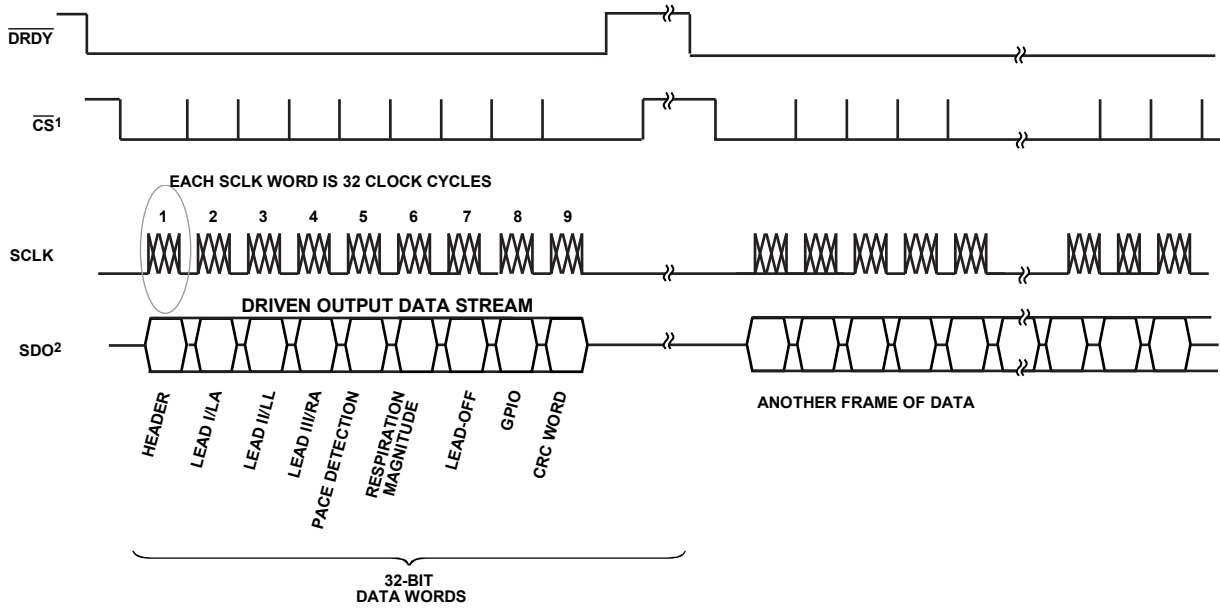 DRDY
CS1
EACH SCLK WORD IS 32 CLOCK CYCLES
1 2 3 4 5 6 7 8 9
SCLK
DRIVEN OUTPUT DATA STREAM
SDO2
HEADER
LEAD I/LA
LEAD II/LL
LEAD III/RA
PACE DETECTION
RESPIRATION
MAGNITUDE
LEAD-OFF
GPIO
CRC WORD
ANOTHER FRAME OF DATA
32-BIT
DATA WORDS